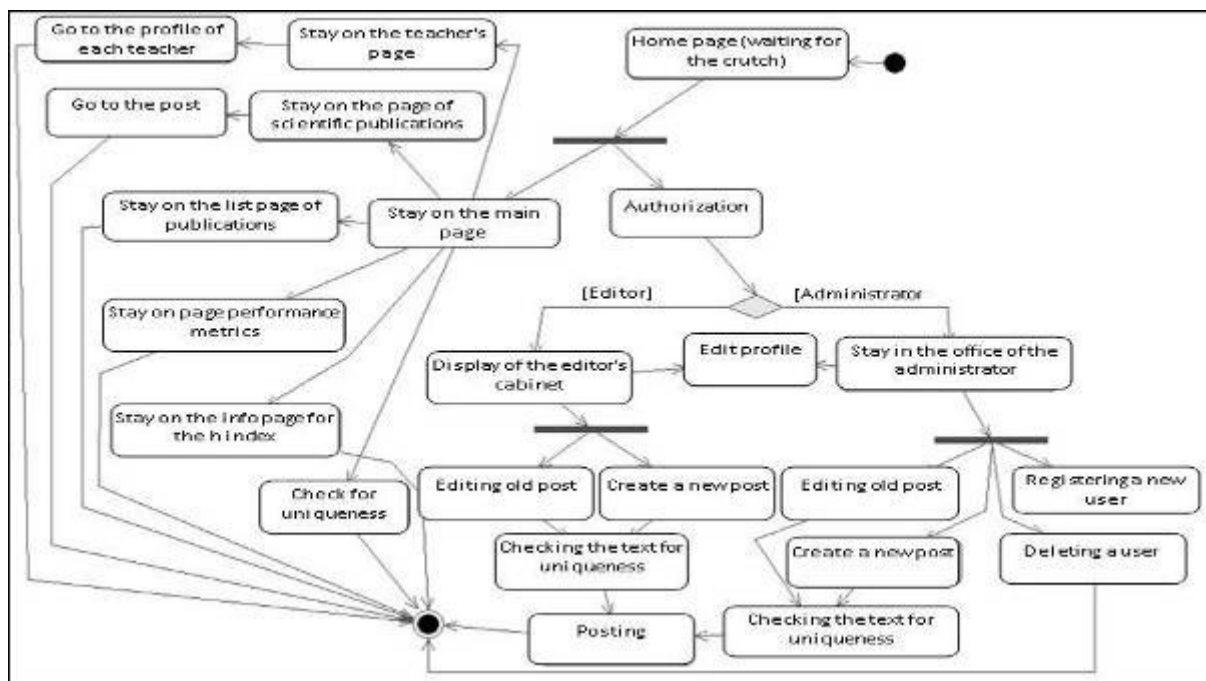 Go to the profile of
each teacher
Stay on the teacher's
page
Home page (waiting for
the crutch)
Go to the post
Stay on the page of
scientific publications
Stay on the list page of
publications
Stay on the main
page
Authorization
[Editor]
[Administrator
Stay on page performance
metrics
Display of the editor's
cabinet
Edit profile
Stay in the office of the
administrator
Stay on the info page for
the h index
Check for
uniqueness
Editing old post
Create a new post
Editing old post
Registering a new
user
Checking the text for
uniqueness
Create a new post
Deleting a user
Posting
Checking the text for
uniqueness